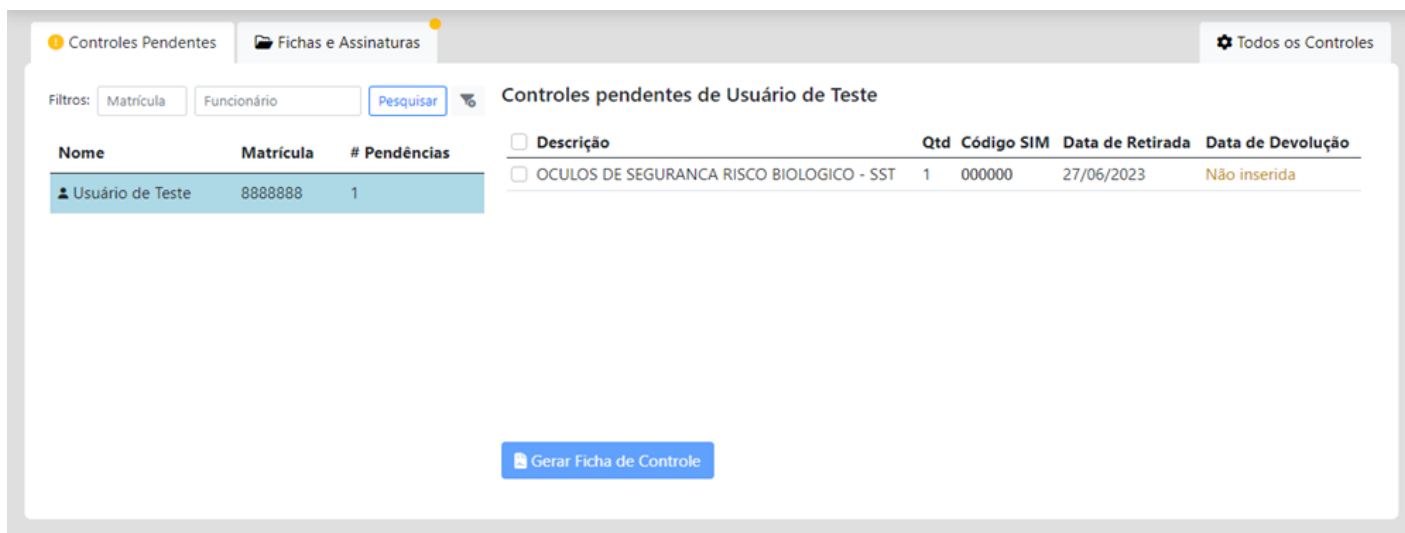 Controles Pendentes Fichas e Assinaturas Todos os Controles
Filtros: Matrícula Funcionário Pesquisar
Nome Matrícula # Pendências
Usuário de Teste 8888888 1
Controles pendentes de Usuário de Teste
Descrição Qtd Código SIM Data de Retirada Data de Devolução
OCULOS DE SEGURANCA RISCO BIOLOGICO - SST 1 000000 27/06/2023 Não inserida
Gerar Ficha de Controle